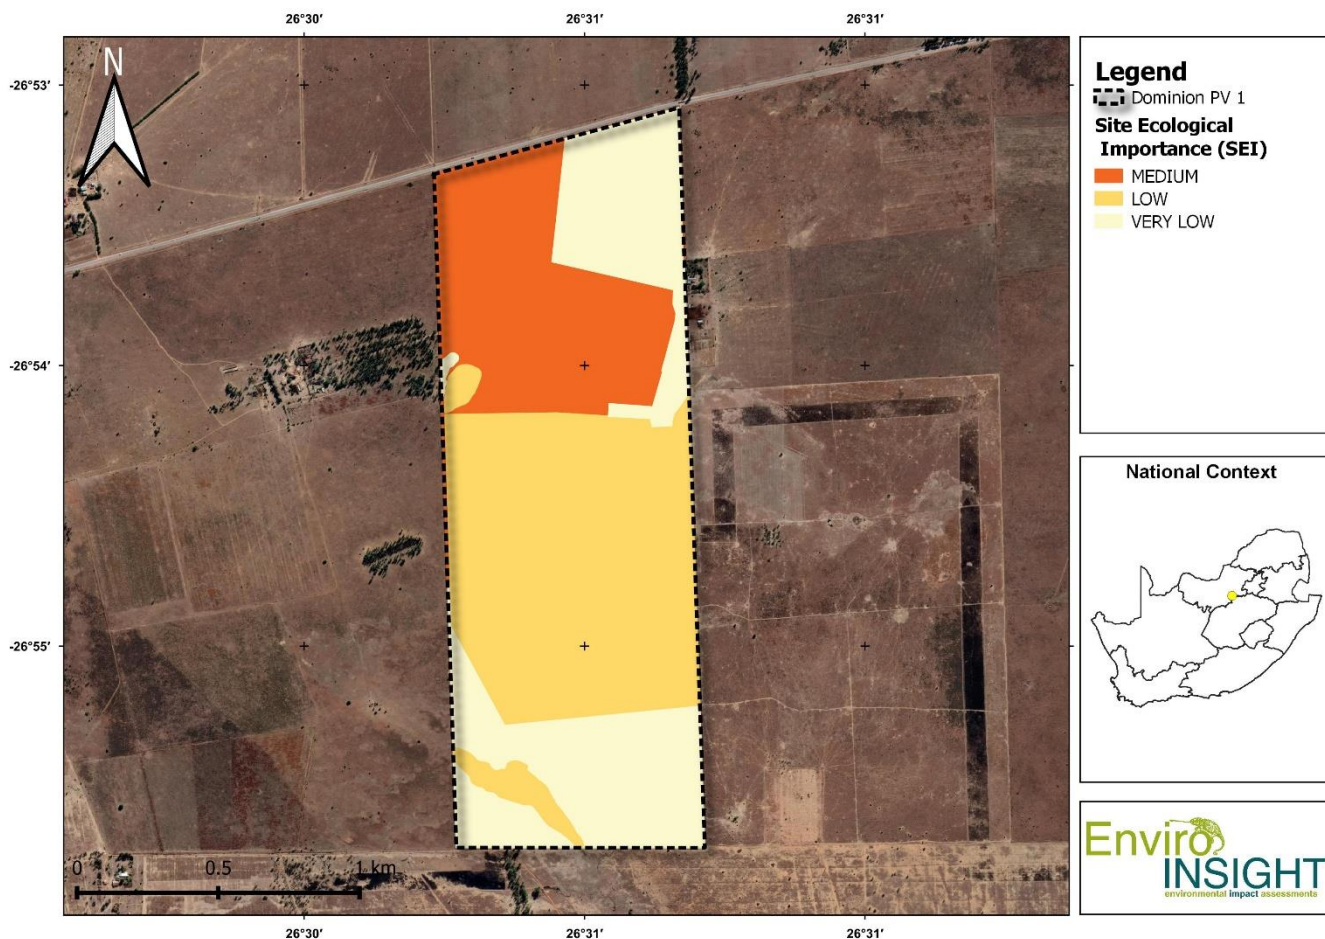 26°30′ 26°31′ 26°31′
N
-26°53′
-26°54′
-26°55′
0 0.5 1 km
26°30′ 26°31′ 26°31′
Legend
Dominion PV 1
Site Ecological
Importance (SEI)
MEDIUM
LOW
VERY LOW
National Context
Enviro
INSIGHT
environmental impact assessments